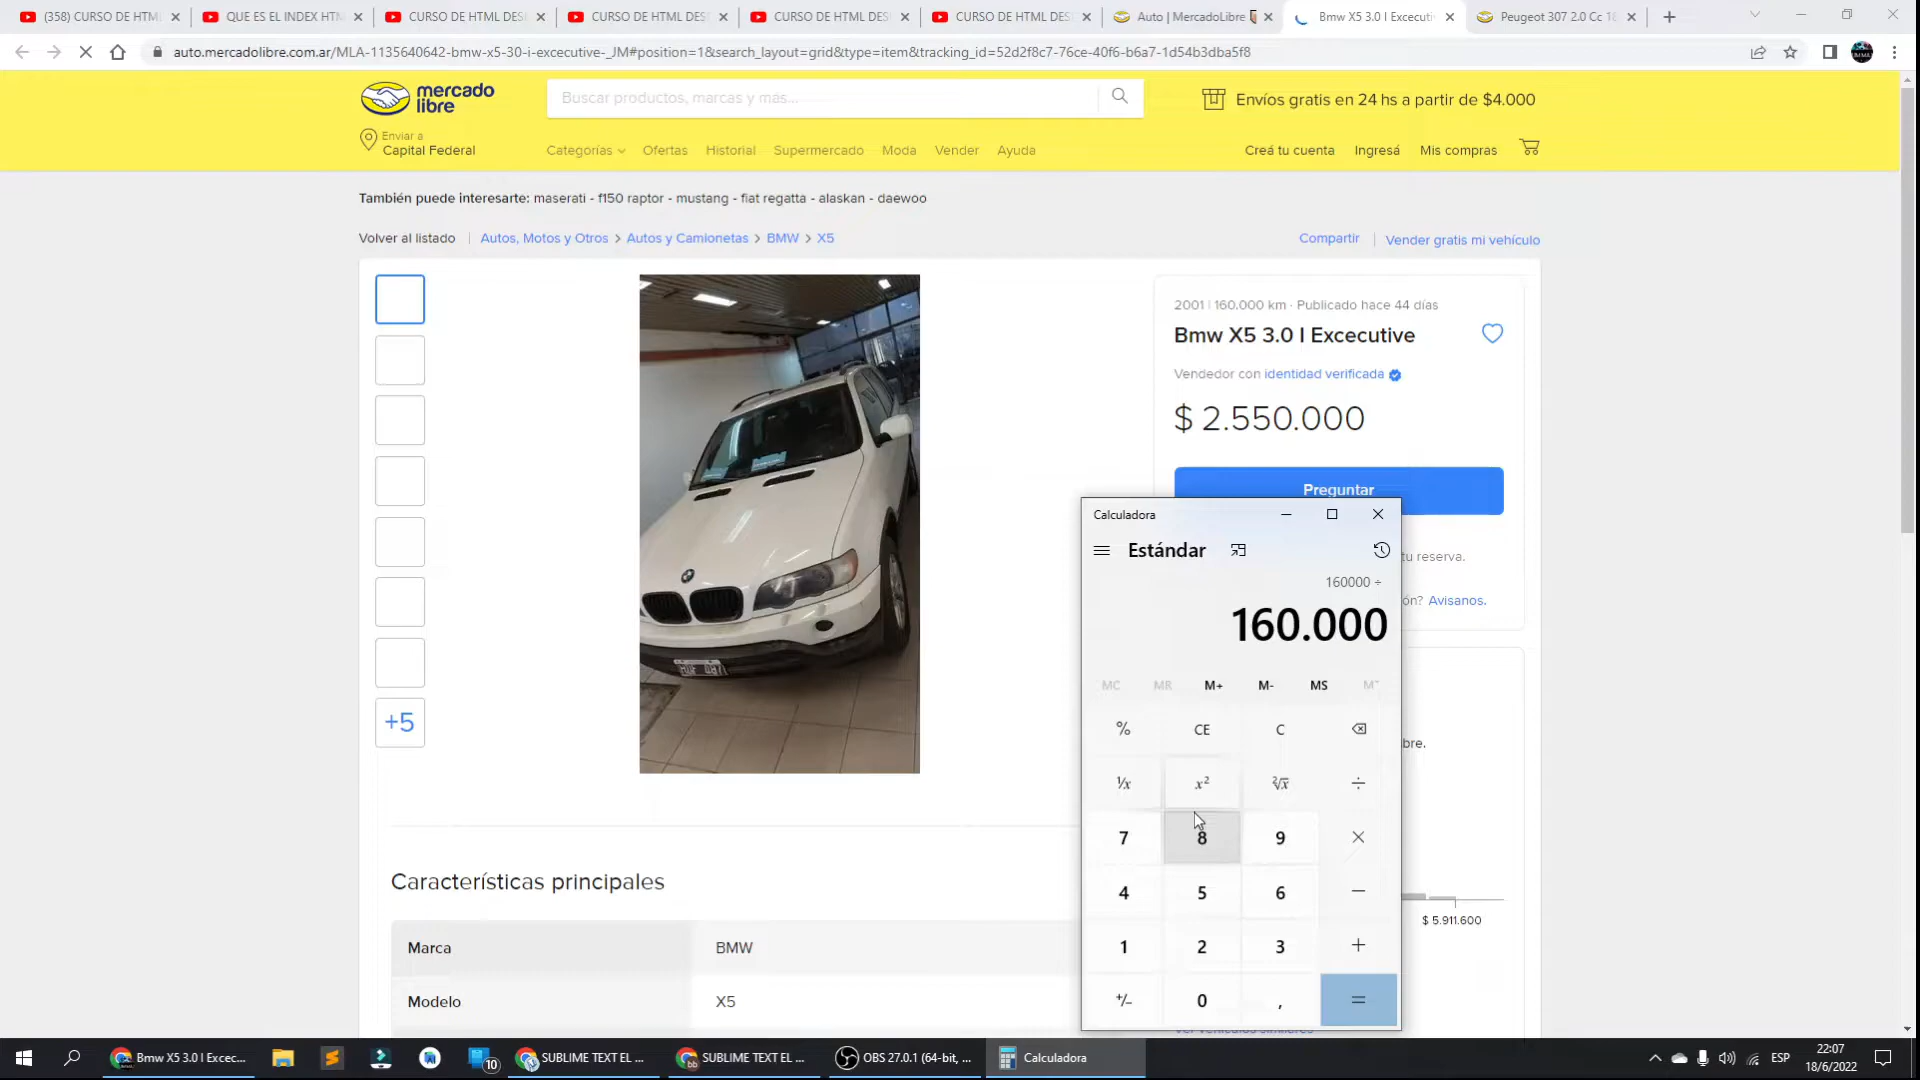 (358) CURSO DE HTML
QUE ES EL INDEX HTM
CURSO DE HTML DES
CURSO DE HTML DES
CURSO DE HTML DES
CURSO DE HTML DES
Auto | MercadoLibre
Bmw X5 3.0 I Excecuti
Peugeot 307 2.0 Cc 1
auto.mercadolibre.com.ar/MLA-1135640642-bmw-x5-30-i-excecutive-_JM#position=1&search_layout=grid&type=item&tracking_id=52d2f8c7-76ce-40f6-b6a7-1d54b3dba5f8
mercado
libre
Buscar productos, marcas y más...
Envíos gratis en 24 hs a partir de $4.000
Enviar a
Capital Federal
Categorías Ofertas Historial Supermercado Moda Vender Ayuda
Creá tu cuenta Ingresá Mis compras
También puede interesarte: maserati - f150 raptor - mustang - fiat regatta - alaskan - daewoo
Volver al listado | Autos, Motos y Otros > Autos y Camionetas > BMW > X5
Compartir | Vender gratis mi vehículo
2001 | 160.000 km · Publicado hace 44 días
Bmw X5 3.0 I Excecutive
Vendedor con identidad verificada
$ 2.550.000
Preguntar
tu reserva.
ón? Avisanos.
bre.
$ 5.911.600
+5
Características principales
Marca BMW
Modelo X5
Calculadora
Estándar
160000 ÷
160.000
MC MR M+ M- MS M˅
% CE C
¹/x x² ²√x ÷
7 8 9 ×
4 5 6 −
1 2 3 +
+/− 0 , =
Bmw X5 3.0 I Excec...
10
SUBLIME TEXT EL ...
SUBLIME TEXT EL ...
OBS 27.0.1 (64-bit, ...
Calculadora
ESP
22:07
18/6/2022